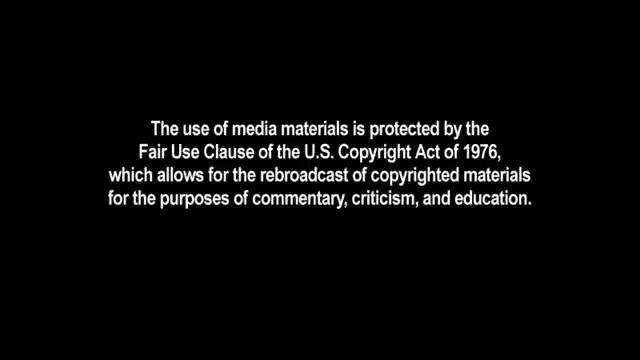 The use of media materials is protected by the
Fair Use Clause of the U.S. Copyright Act of 1976,
which allows for the rebroadcast of copyrighted materials
for the purposes of commentary, criticism, and education.